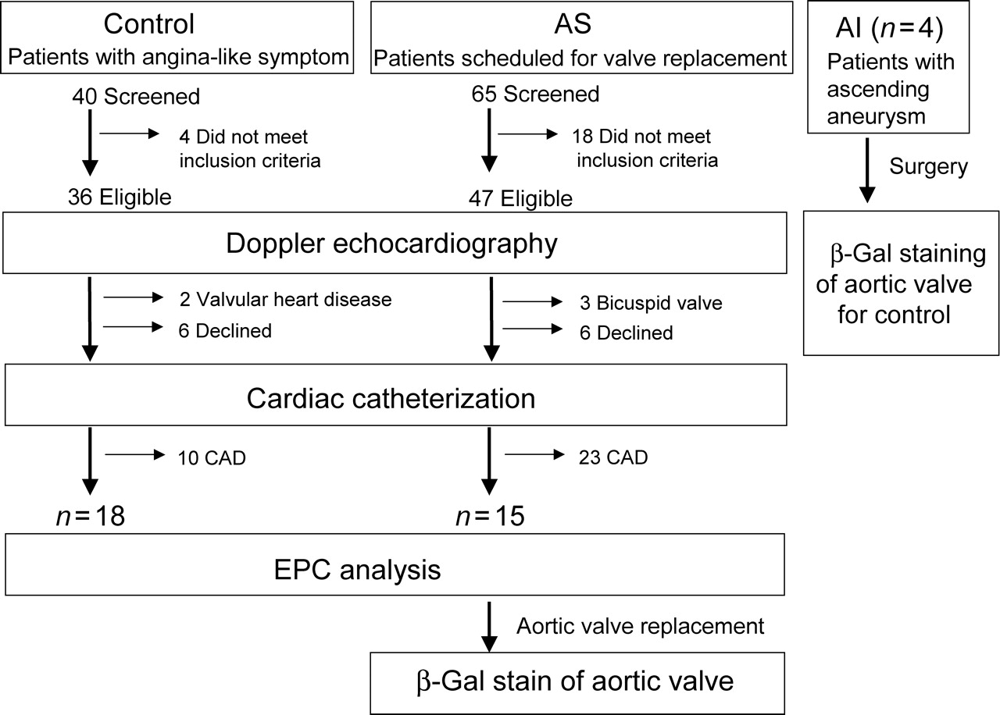 Control
Patients with angina-like symptom
40 Screened
4 Did not meet
inclusion criteria
36 Eligible
AS
Patients scheduled for valve replacement
65 Screened
18 Did not meet
inclusion criteria
47 Eligible
AI (n=4)
Patients with
ascending
aneurysm
Surgery
β-Gal staining
of aortic valve
for control
Doppler echocardiography
2 Valvular heart disease
6 Declined
3 Bicuspid valve
6 Declined
Cardiac catheterization
10 CAD
23 CAD
n=18
n=15
EPC analysis
Aortic valve replacement
β-Gal stain of aortic valve